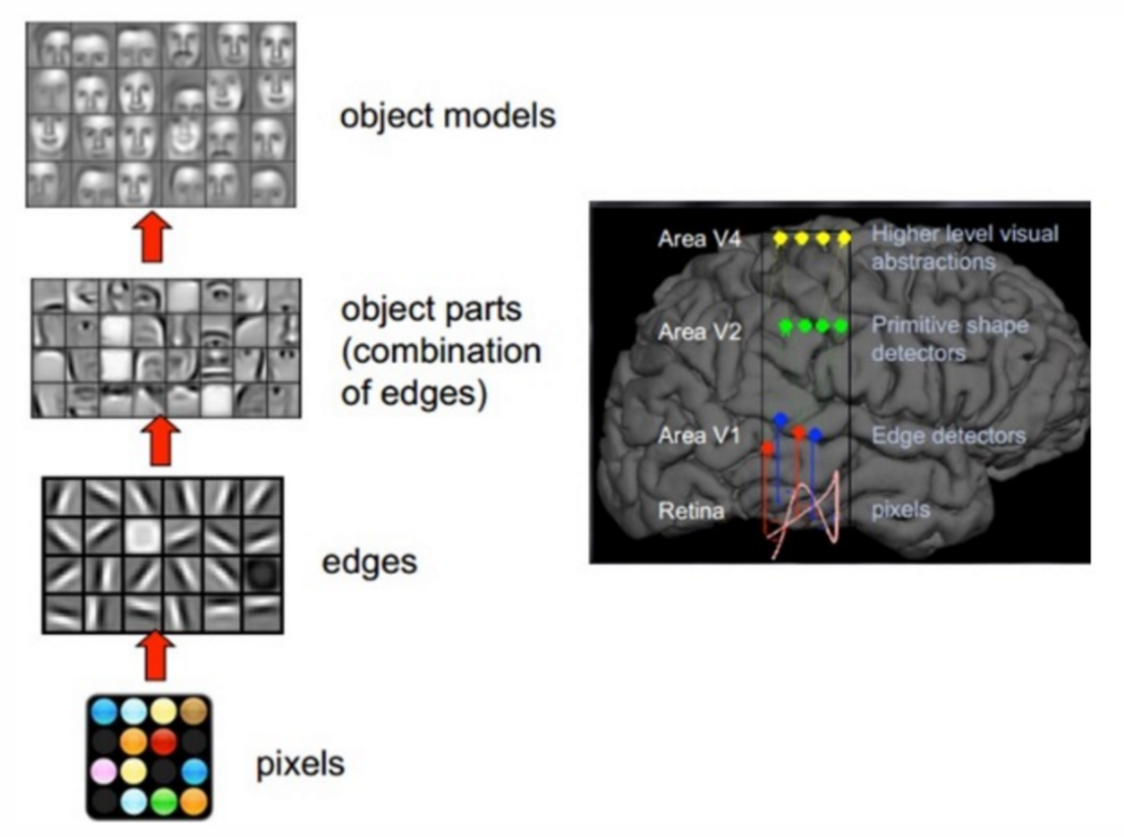 object models
object parts
(combination
of edges)
edges
pixels
Area V4
Higher level visual
abstractions
Area V2
Primitive shape
detectors
Area V1
Edge detectors
Retina
pixels